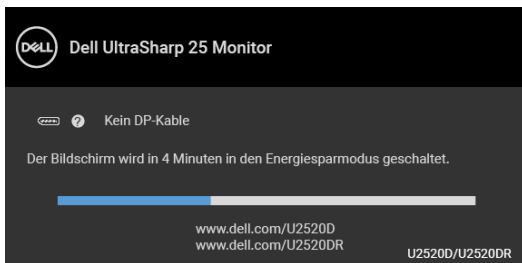 DELL Dell UltraSharp 25 Monitor
? Kein DP-Kable
Der Bildschirm wird in 4 Minuten in den Energiesparmodus geschaltet.
www.dell.com/U2520D
www.dell.com/U2520DR
U2520D/U2520DR